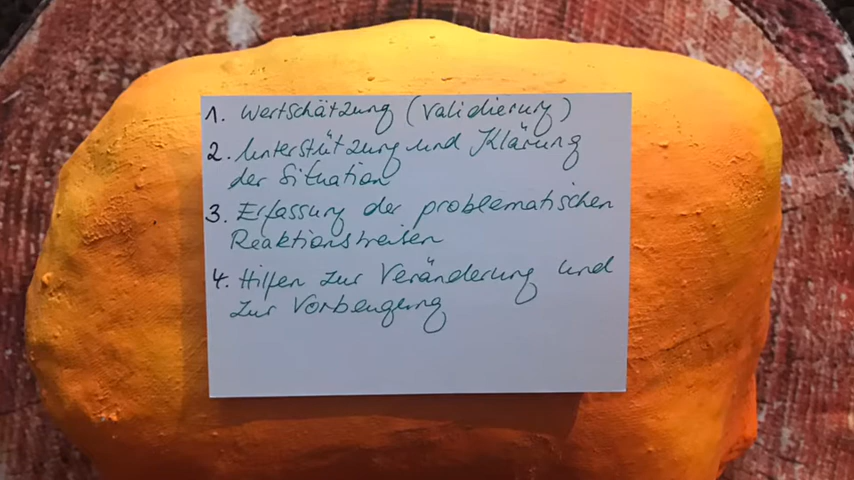 1. Wertschätzung (Validierung)
2. Unterstützung und Klärung
der Situation
3. Erfassung der problematischen
Reaktionsweisen
4. Hilfen zur Veränderung und
zur Vorbeugung